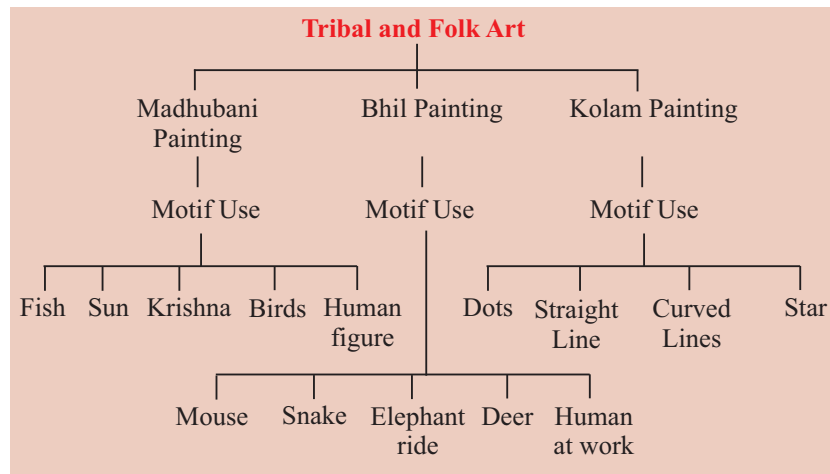 Tribal and Folk Art
Madhubani
Painting
Bhil Painting
Kolam Painting
Motif Use
Motif Use
Motif Use
Fish
Sun
Krishna
Birds
Human
figure
Dots
Straight
Line
Curved
Lines
Star
Mouse
Snake
Elephant
ride
Deer
Human
at work